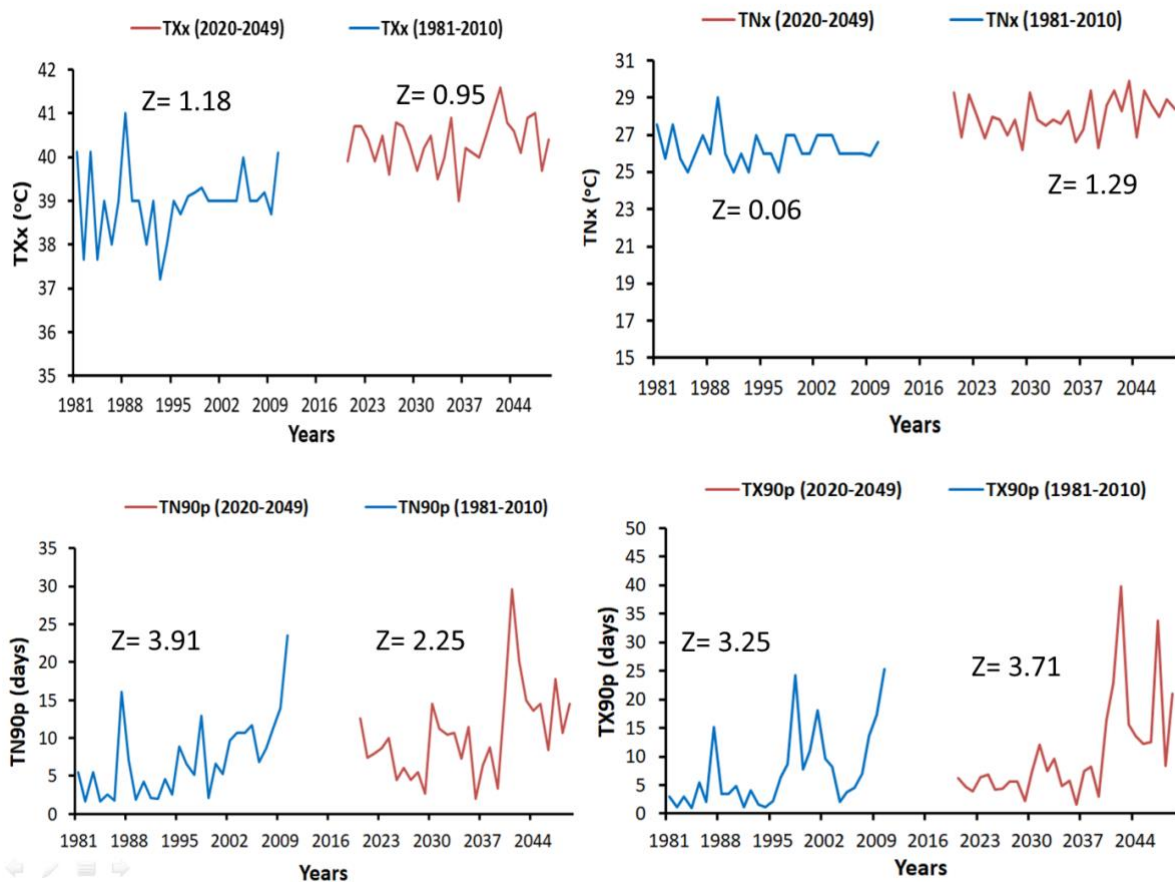 TXx (2020-2049) TXx (1981-2010)
42
41
40
39
38
37
36
35
TXx (°C)
Z= 1.18
Z= 0.95
1981 1988 1995 2002 2009 2016 2023 2030 2037 2044
Years
TNx (2020-2049) TNx (1981-2010)
31
29
27
25
23
21
19
17
15
TNx (°C)
Z= 0.06
Z= 1.29
1981 1988 1995 2002 2009 2016 2023 2030 2037 2044
Years
TN90p (2020-2049) TN90p (1981-2010)
35
30
25
20
15
10
5
0
TN90p (days)
Z= 3.91
Z= 2.25
1981 1988 1995 2002 2009 2016 2023 2030 2037 2044
Years
TX90p (2020-2049) TX90p (1981-2010)
50
45
40
35
30
25
20
15
10
5
0
TX90p (days)
Z= 3.25
Z= 3.71
1981 1988 1995 2002 2009 2016 2023 2030 2037 2044
Years